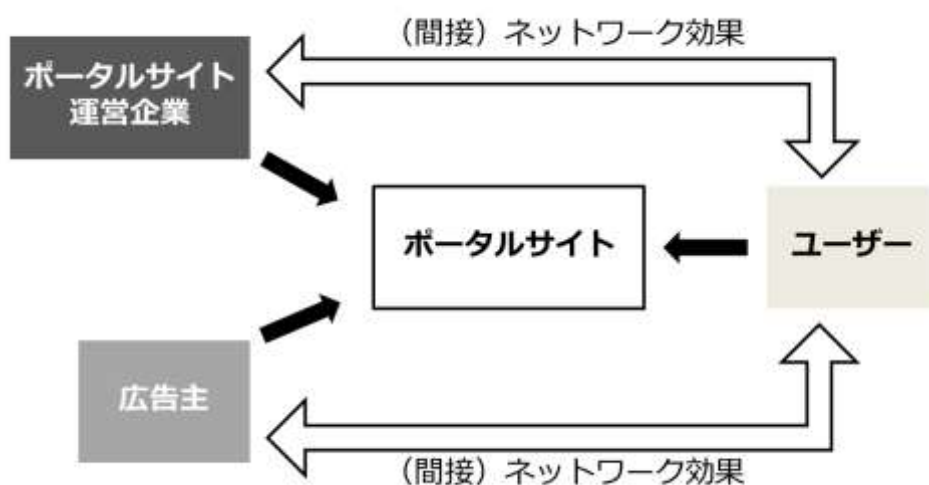 （間接）ネットワーク効果
ポータルサイト
運営企業
ポータルサイト
ユーザー
広告主
（間接）ネットワーク効果